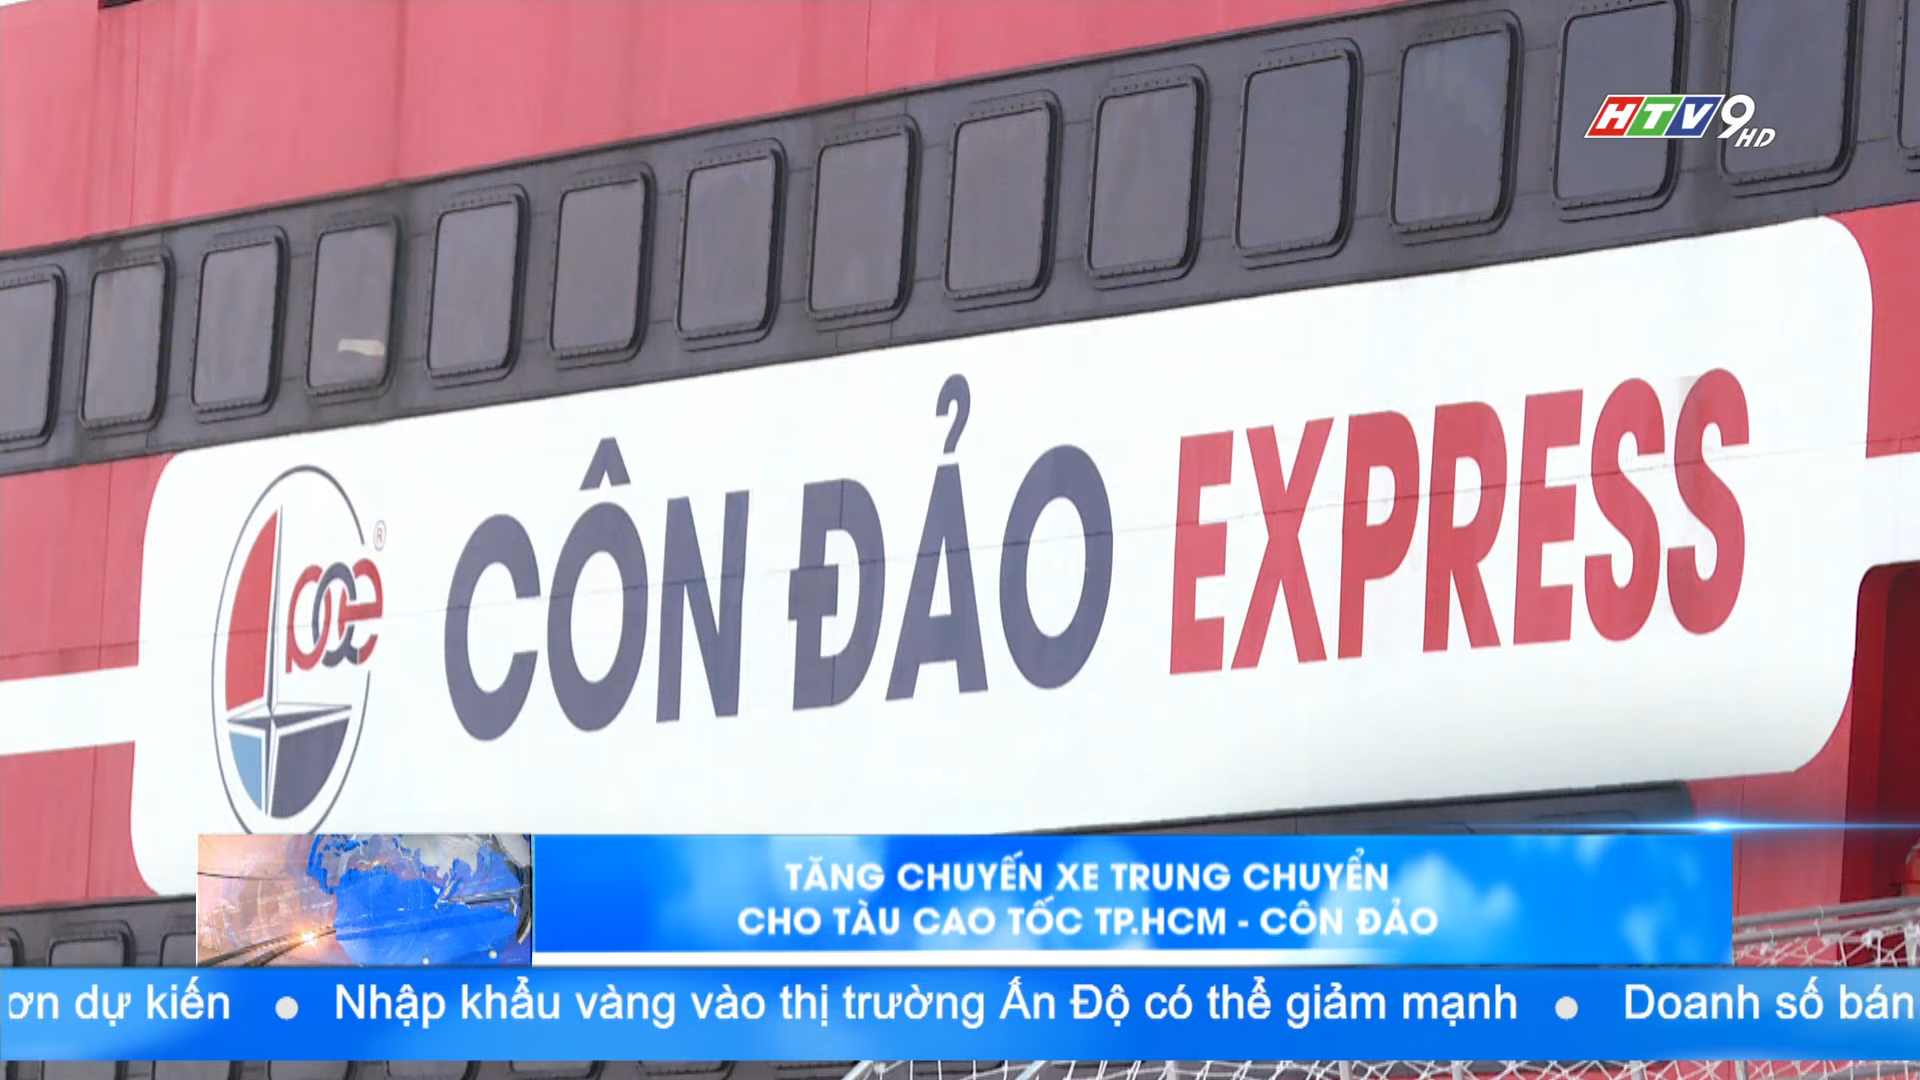 HTV9 HD
pce®
CÔN ĐẢO EXPRESS
TĂNG CHUYẾN XE TRUNG CHUYỂN
CHO TÀU CAO TỐC TP.HCM - CÔN ĐẢO
ơn dự kiến ● Nhập khẩu vàng vào thị trường Ấn Độ có thể giảm mạnh ● Doanh số bán